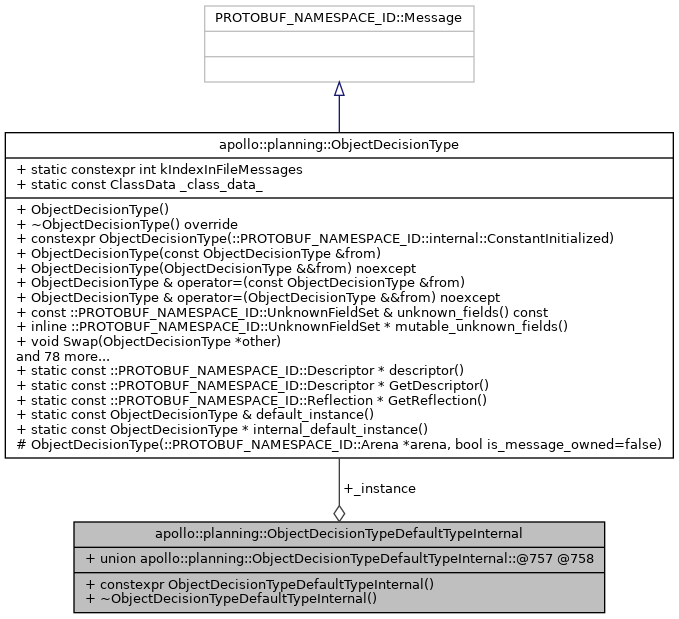 PROTOBUF_NAMESPACE_ID::Message
apollo::planning::ObjectDecisionType
+ static constexpr int kIndexInFileMessages
+ static const ClassData _class_data_
+ ObjectDecisionType()
+ ~ObjectDecisionType() override
+ constexpr ObjectDecisionType(::PROTOBUF_NAMESPACE_ID::internal::ConstantInitialized)
+ ObjectDecisionType(const ObjectDecisionType &from)
+ ObjectDecisionType(ObjectDecisionType &&from) noexcept
+ ObjectDecisionType & operator=(const ObjectDecisionType &from)
+ ObjectDecisionType & operator=(ObjectDecisionType &&from) noexcept
+ const ::PROTOBUF_NAMESPACE_ID::UnknownFieldSet & unknown_fields() const
+ inline ::PROTOBUF_NAMESPACE_ID::UnknownFieldSet * mutable_unknown_fields()
+ void Swap(ObjectDecisionType *other)
and 78 more...
+ static const ::PROTOBUF_NAMESPACE_ID::Descriptor * descriptor()
+ static const ::PROTOBUF_NAMESPACE_ID::Descriptor * GetDescriptor()
+ static const ::PROTOBUF_NAMESPACE_ID::Reflection * GetReflection()
+ static const ObjectDecisionType & default_instance()
+ static const ObjectDecisionType * internal_default_instance()
# ObjectDecisionType(::PROTOBUF_NAMESPACE_ID::Arena *arena, bool is_message_owned=false)
+_instance
apollo::planning::ObjectDecisionTypeDefaultTypeInternal
+ union apollo::planning::ObjectDecisionTypeDefaultTypeInternal::@757 @758
+ constexpr ObjectDecisionTypeDefaultTypeInternal()
+ ~ObjectDecisionTypeDefaultTypeInternal()